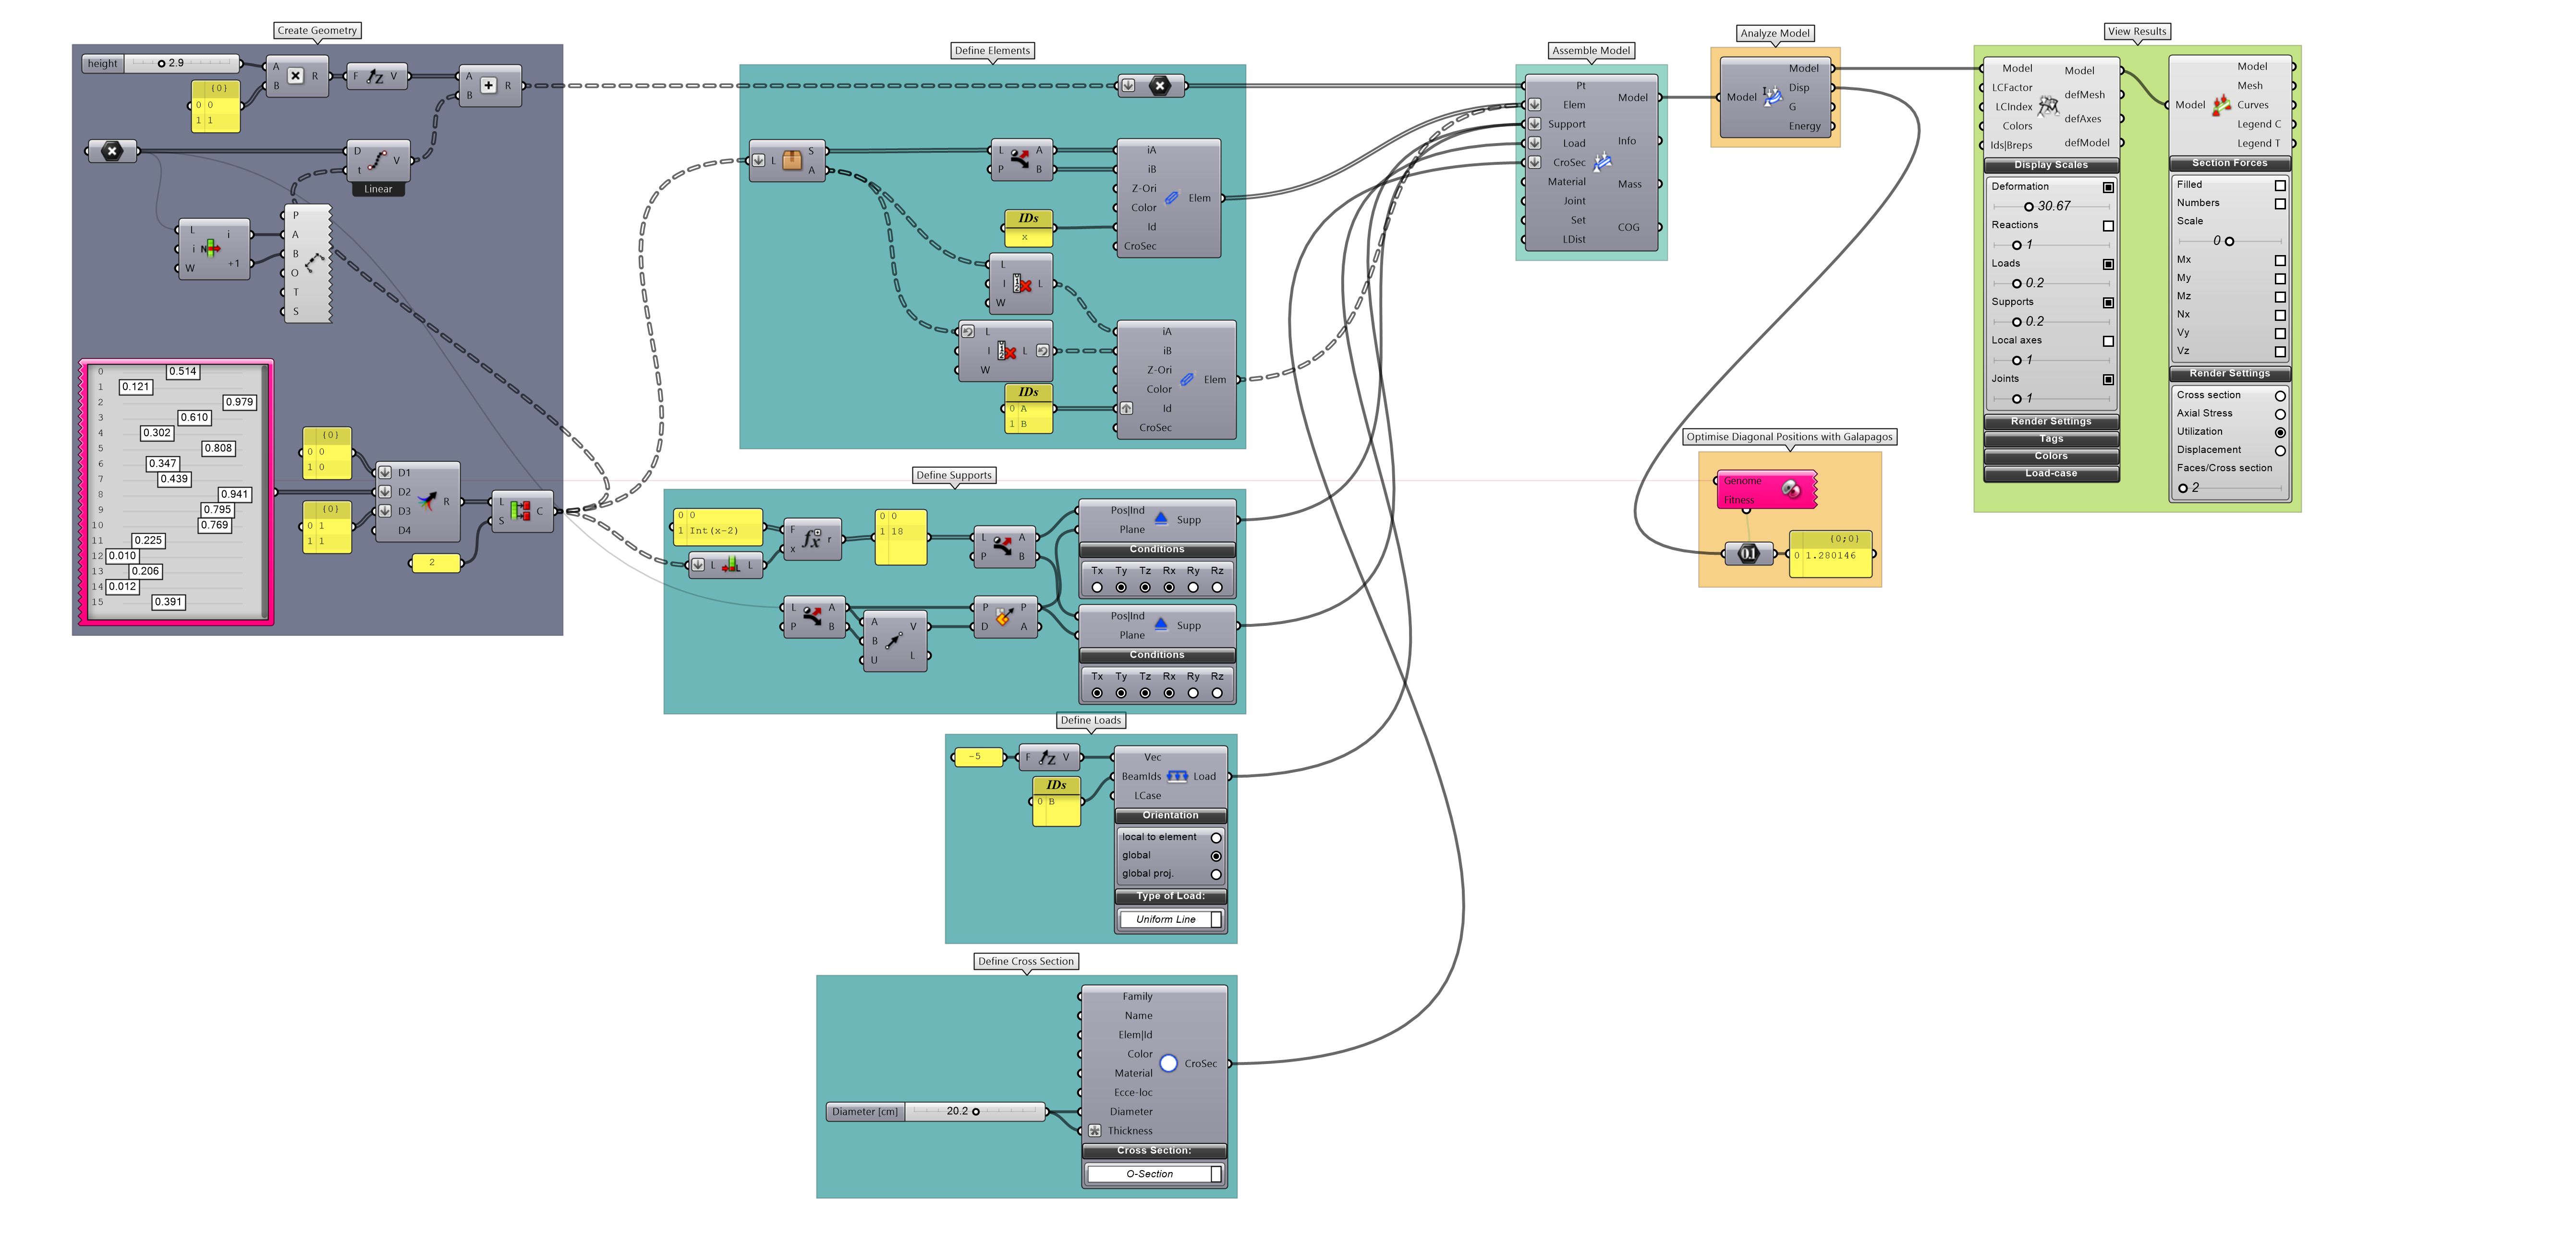 Create Geometry
height 2.9
A B R
F V
A B R
{0}
0 0
1 1
D t V
Linear
L i W i +1
N
P
A
B
O
T
S
0 0.514
1 0.121
2 0.979
3 0.610
4 0.302
5 0.808
6 0.347
7 0.439
8 0.941
9 0.795
10 0.769
11 0.225
12 0.010
13 0.206
14 0.012
15 0.391
{0}
0 0
1 0
{0}
0 1
1 1
D1
D2 R
D3
D4
2
L C
S
Define Elements
L S
A
L A
P B
IDs
x
iA
iB
Z-Ori
Color Elem
Id
CroSec
L
I L
W
L
I L
W
IDs
0 A
1 B
iA
iB
Z-Ori
Color Elem
Id
CroSec
Define Supports
0 0
1 Int(x-2)
L L
F r
x
fx
0 0
1 18
L A
P B
L A
P B
A V
B
U L
P P
D A
Pos|Ind Supp
Plane
Conditions
Tx Ty Tz Rx Ry Rz
Pos|Ind Supp
Plane
Conditions
Tx Ty Tz Rx Ry Rz
Define Loads
-5
F V
IDs
0 B
Vec
BeamIds Load
LCase
Orientation
local to element
global
global proj.
Type of Load:
Uniform Line
Define Cross Section
Diameter [cm] 20.2
Family
Name
Elem|Id
Color
Material CroSec
Ecce-loc
Diameter
Thickness
Cross Section:
O-Section
Assemble Model
Pt
Elem Model
Support
Load Info
CroSec
Material Mass
Joint
Set COG
LDist
Analyze Model
Model
Model Disp
G
Energy
Optimise Diagonal Positions with Galapagos
Genome
Fitness
0.1
{0;0}
0 1.280146
View Results
Model Model
LCFactor defMesh
LCIndex
Colors defAxes
Ids|Breps defModel
Display Scales
Deformation
30.67
Reactions
1
Loads
0.2
Supports
0.2
Local axes
1
Joints
1
Render Settings
Tags
Colors
Load-case
Model
Mesh
Model Curves
Legend C
Legend T
Section Forces
Filled
Numbers
Scale
0
Mx
My
Mz
Nx
Vy
Vz
Render Settings
Cross section
Axial Stress
Utilization
Displacement
Faces/Cross section
2